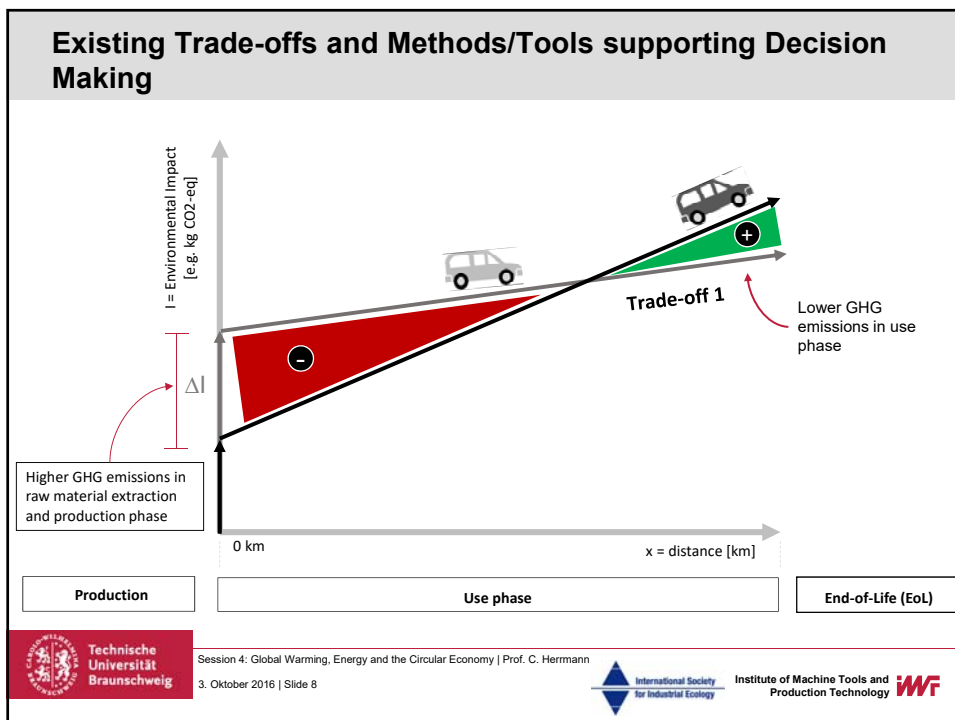 Existing Trade-offs and Methods/Tools supporting Decision
Making
I = Environmental Impact
[e.g. kg CO2-eq]
+
Trade-off 1
Lower GHG
emissions in use
phase
-
ΔI
Higher GHG emissions in
raw material extraction
and production phase
0 km
x = distance [km]
Production
Use phase
End-of-Life (EoL)
Technische
Universität
Braunschweig
Session 4: Global Warming, Energy and the Circular Economy | Prof. C. Herrmann
3. Oktober 2016 | Slide 8
International Society
for Industrial Ecology
Institute of Machine Tools and
Production Technology
iWF